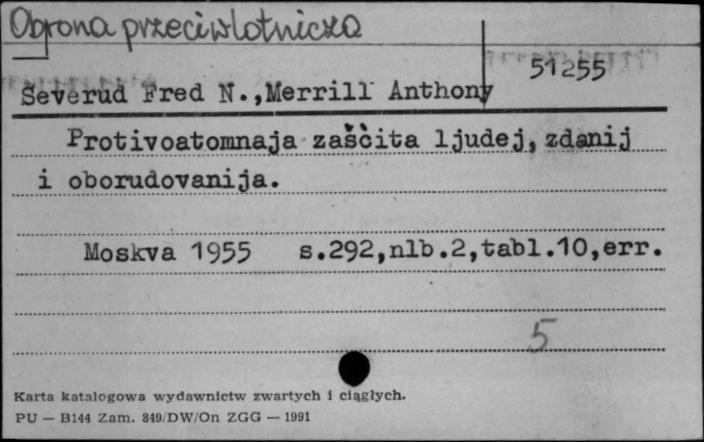 Obrona przeciwlotnicza
51255
Severud Fred N.,Merrill Anthony
Protivoatomnaja zaščita ljudej, zdanij
i oborudovanija.
Moskva 1955 s.292,nlb.2,tabl.10,err.
5
Karta katalogowa wydawnictw zwartych i ciągłych.
PU — B144 Zam. 849/DW/On ZGG — 1991